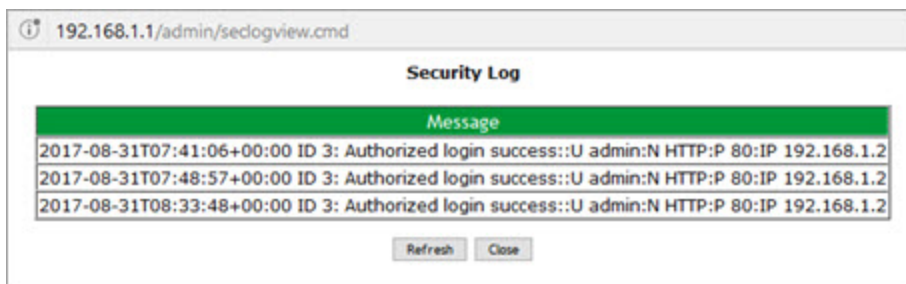 192.168.1.1/admin/seclogview.cmd
Security Log
Message
2017-08-31T07:41:06+00:00 ID 3: Authorized login success::U admin:N HTTP:P 80:IP 192.168.1.2
2017-08-31T07:48:57+00:00 ID 3: Authorized login success::U admin:N HTTP:P 80:IP 192.168.1.2
2017-08-31T08:33:48+00:00 ID 3: Authorized login success::U admin:N HTTP:P 80:IP 192.168.1.2
Refresh Close